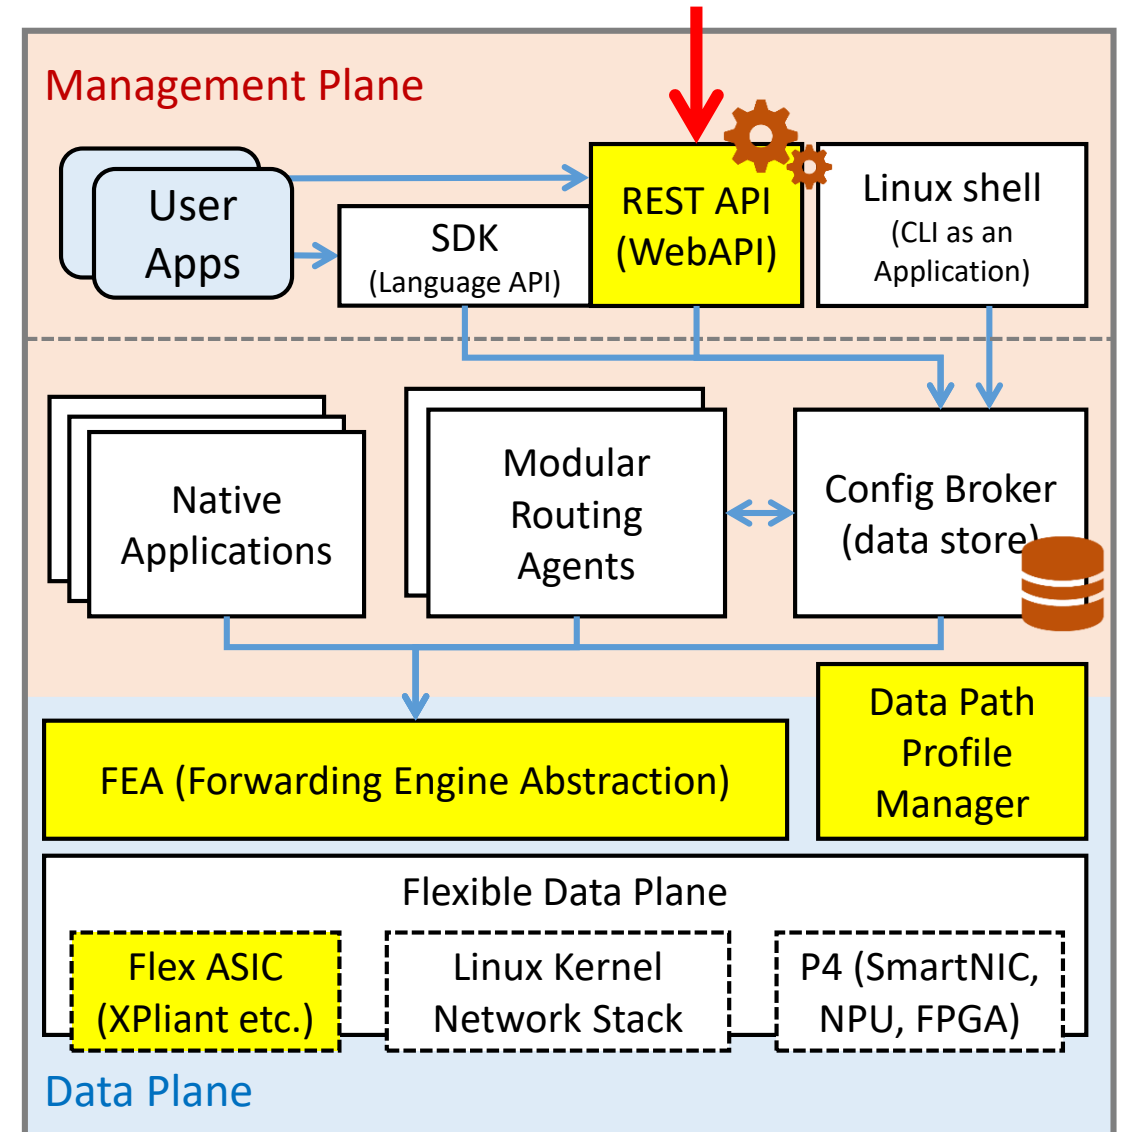 Management Plane
User
Apps
SDK
(Language API)
REST API
(WebAPI)
Linux shell
(CLI as an
Application)
Native
Applications
Modular
Routing
Agents
Config Broker
(data store)
Data Path
Profile
Manager
FEA (Forwarding Engine Abstraction)
Flexible Data Plane
Flex ASIC
(XPliant etc.)
Linux Kernel
Network Stack
P4 (SmartNIC,
NPU, FPGA)
Data Plane